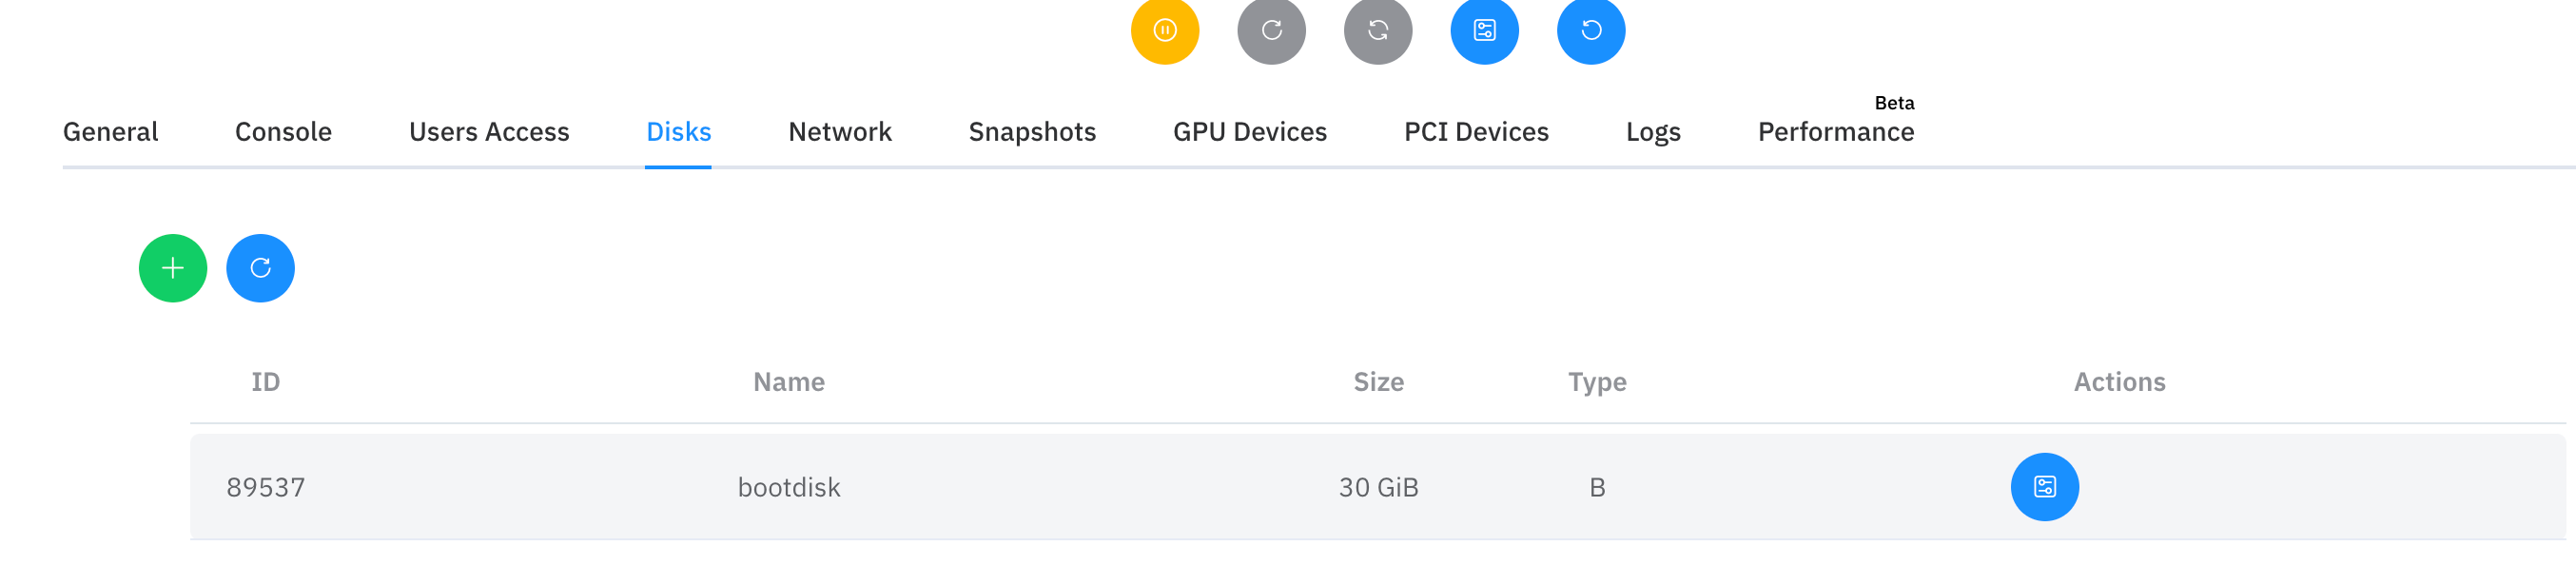 Beta
General Console Users Access Disks Network Snapshots GPU Devices PCI Devices Logs Performance
ID Name Size Type Actions
89537 bootdisk 30 GiB B